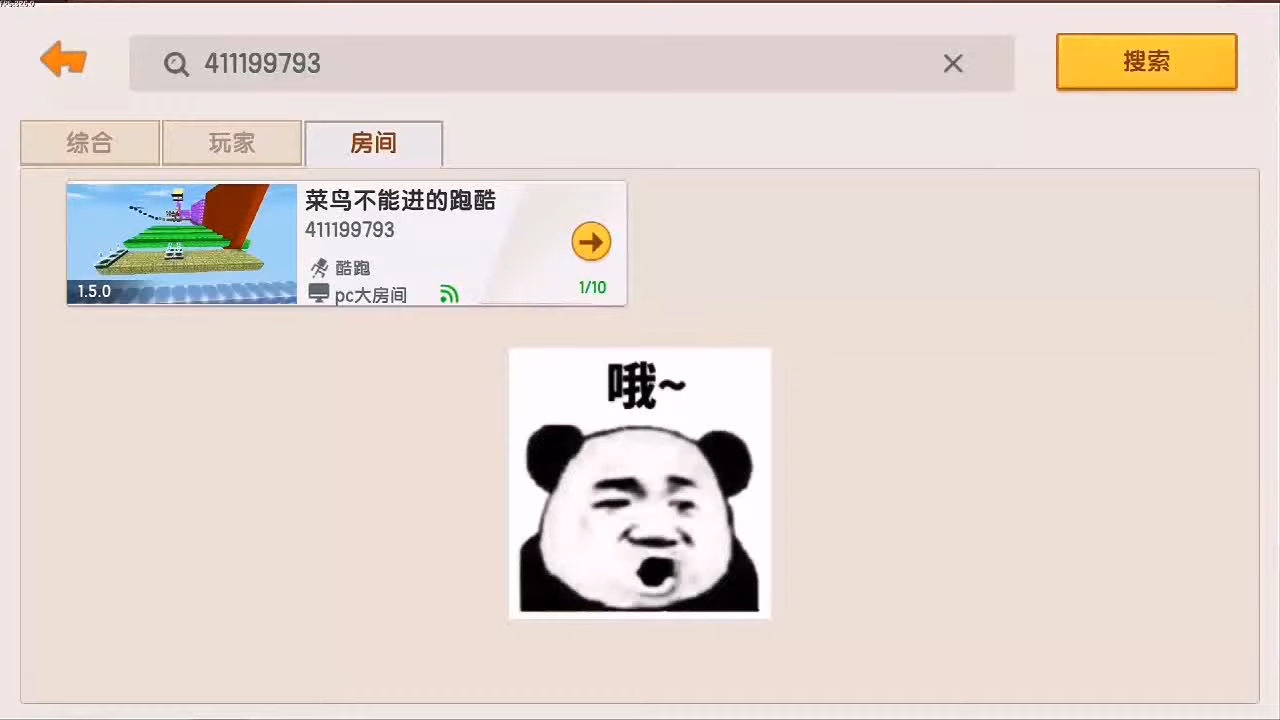 411199793
搜索
综合
玩家
房间
菜鸟不能进的跑酷
411199793
酷跑
1.5.0
pc大房间
1/10
哦~